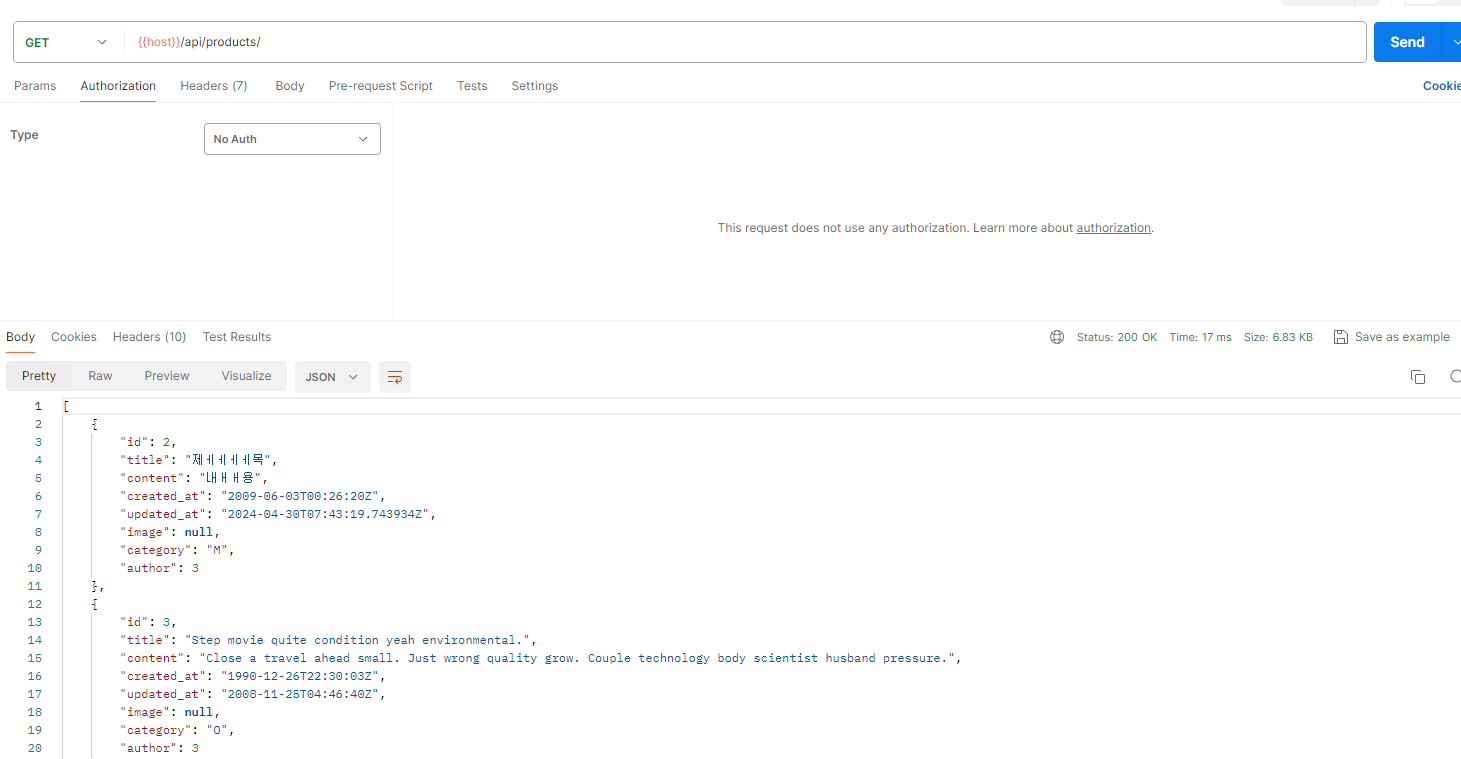 GET {{host}}/api/products/ Send
Params Authorization Headers (7) Body Pre-request Script Tests Settings Cookie
Type No Auth
This request does not use any authorization. Learn more about authorization.
Body Cookies Headers (10) Test Results Status: 200 OK Time: 17 ms Size: 6.83 KB Save as example
Pretty Raw Preview Visualize JSON
1 [
2 {
3 "id": 2,
4 "title": "제ㅔㅔㅔㅔ목",
5 "content": "내ㅐㅐ용",
6 "created_at": "2009-06-03T00:26:20Z",
7 "updated_at": "2024-04-30T07:43:19.743934Z",
8 "image": null,
9 "category": "M",
10 "author": 3
11 },
12 {
13 "id": 3,
14 "title": "Step movie quite condition yeah environmental.",
15 "content": "Close a travel ahead small. Just wrong quality grow. Couple technology body scientist husband pressure.",
16 "created_at": "1990-12-26T22:30:03Z",
17 "updated_at": "2008-11-25T04:46:40Z",
18 "image": null,
19 "category": "O",
20 "author": 3